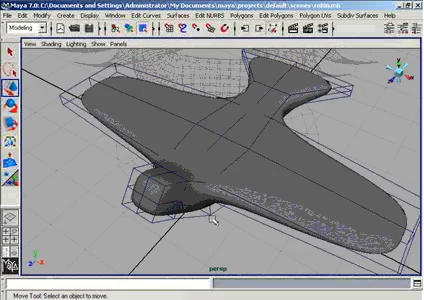 Maya 7.0: C:\Documents and Settings\Administrator\My Documents\maya\projects\default\scenes\robin.mb
File Edit Modify Create Display Window Edit Curves Surfaces Edit NURBS Polygons Edit Polygons Polygon UVs Subdiv Surfaces Help
Modeling
View Shading Lighting Show Panels
persp
Move Tool: Select an object to move.